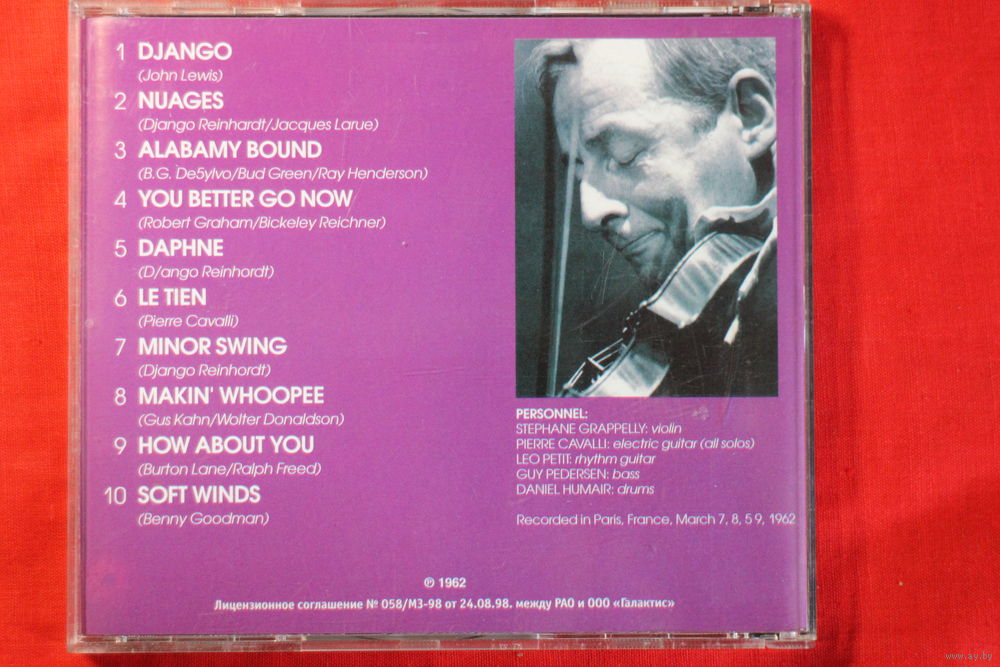 1 DJANGO
(John Lewis)
2 NUAGES
(Django Reinhardt/Jacques Larue)
3 ALABAMY BOUND
(B.G. De5ylvo/Bud Green/Ray Henderson)
4 YOU BETTER GO NOW
(Robert Graham/Bickeley Reichner)
5 DAPHNE
(D/ango Reinhordt)
6 LE TIEN
(Pierre Cavalli)
7 MINOR SWING
(Django Reinhordt)
8 MAKIN' WHOOPEE
(Gus Kahn/Wolter Donaldson)
9 HOW ABOUT YOU
(Burton Lane/Ralph Freed)
10 SOFT WINDS
(Benny Goodman)
PERSONNEL:
STEPHANE GRAPPELLY: violin
PIERRE CAVALLI: electric guitar (all solos)
LEO PETIT: rhythm guitar
GUY PEDERSEN: bass
DANIEL HUMAIR: drums
Recorded in Paris, France, March 7, 8, 5 9, 1962
℗ 1962
Лицензионное соглашение № 058/МЗ-98 от 24.08.98. между РАО и ООО «Галактис»
www.ay.by